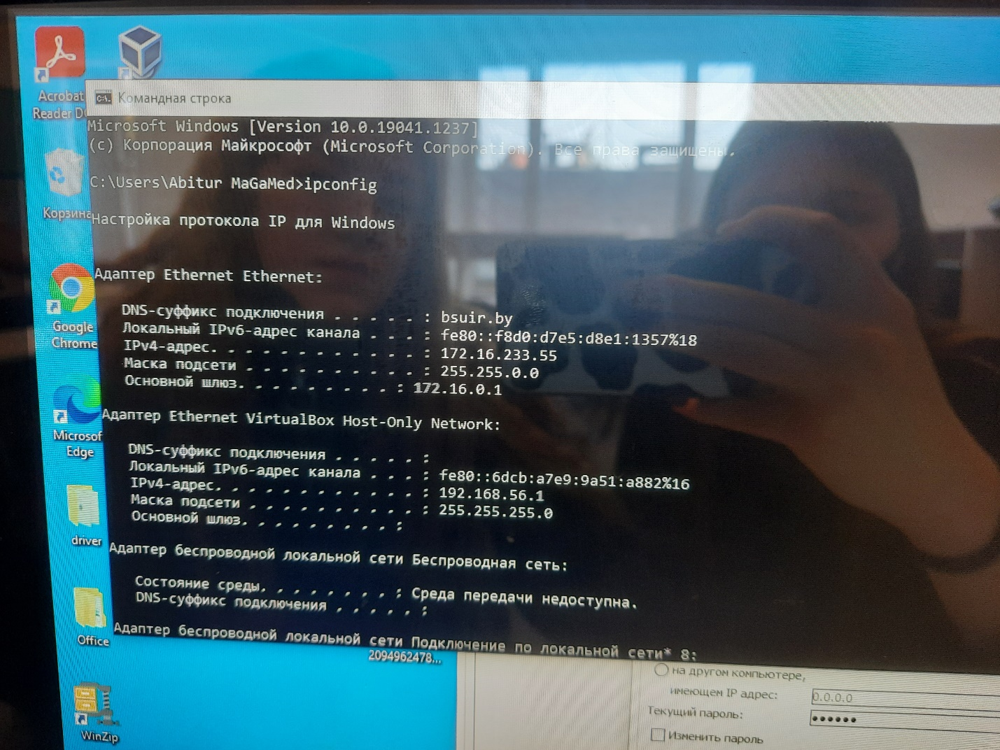 Acrobat
Reader D
Командная строка
Microsoft Windows [Version 10.0.19041.1237]
(с) Корпорация Майкрософт (Microsoft Corporation). Все права защищены.
C:\Users\Abitur MaGaMed>ipconfig
Корзина
Настройка протокола IP для Windows
Адаптер Ethernet Ethernet:
DNS-суффикс подключения . . . . . : bsuir.by
Локальный IPv6-адрес канала . . . : fe80::f8d0:d7e5:d8e1:1357%18
IPv4-адрес. . . . . . . . . . . . : 172.16.233.55
Маска подсети . . . . . . . . . . : 255.255.0.0
Основной шлюз. . . . . . . . . : 172.16.0.1
Google
Chrome
Адаптер Ethernet VirtualBox Host-Only Network:
DNS-суффикс подключения . . . . . :
Локальный IPv6-адрес канала . . . : fe80::6dcb:a7e9:9a51:a882%16
IPv4-адрес. . . . . . . . . . . . : 192.168.56.1
Маска подсети . . . . . . . . . . : 255.255.255.0
Основной шлюз. . . . . . . . . :
Microsof
Edge
Адаптер беспроводной локальной сети Беспроводная сеть:
Состояние среды. . . . . . . . : Среда передачи недоступна.
DNS-суффикс подключения . . . . . :
driver
Адаптер беспроводной локальной сети Подключение по локальной сети* 8:
Office
2094962478...
на другом компьютере,
имеющем IP адрес: 0.0.0.0
Текущий пароль: ●●●●●●
Изменить пароль
WinZip